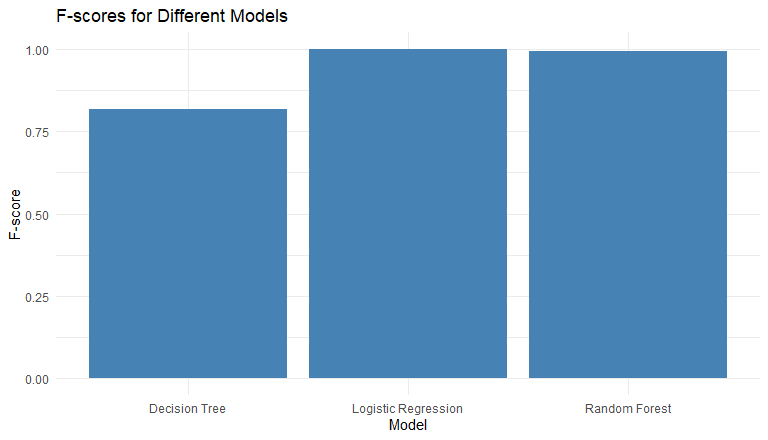 F-scores for Different Models
F-score
1.00
0.75
0.50
0.25
0.00
Decision Tree
Logistic Regression
Random Forest
Model